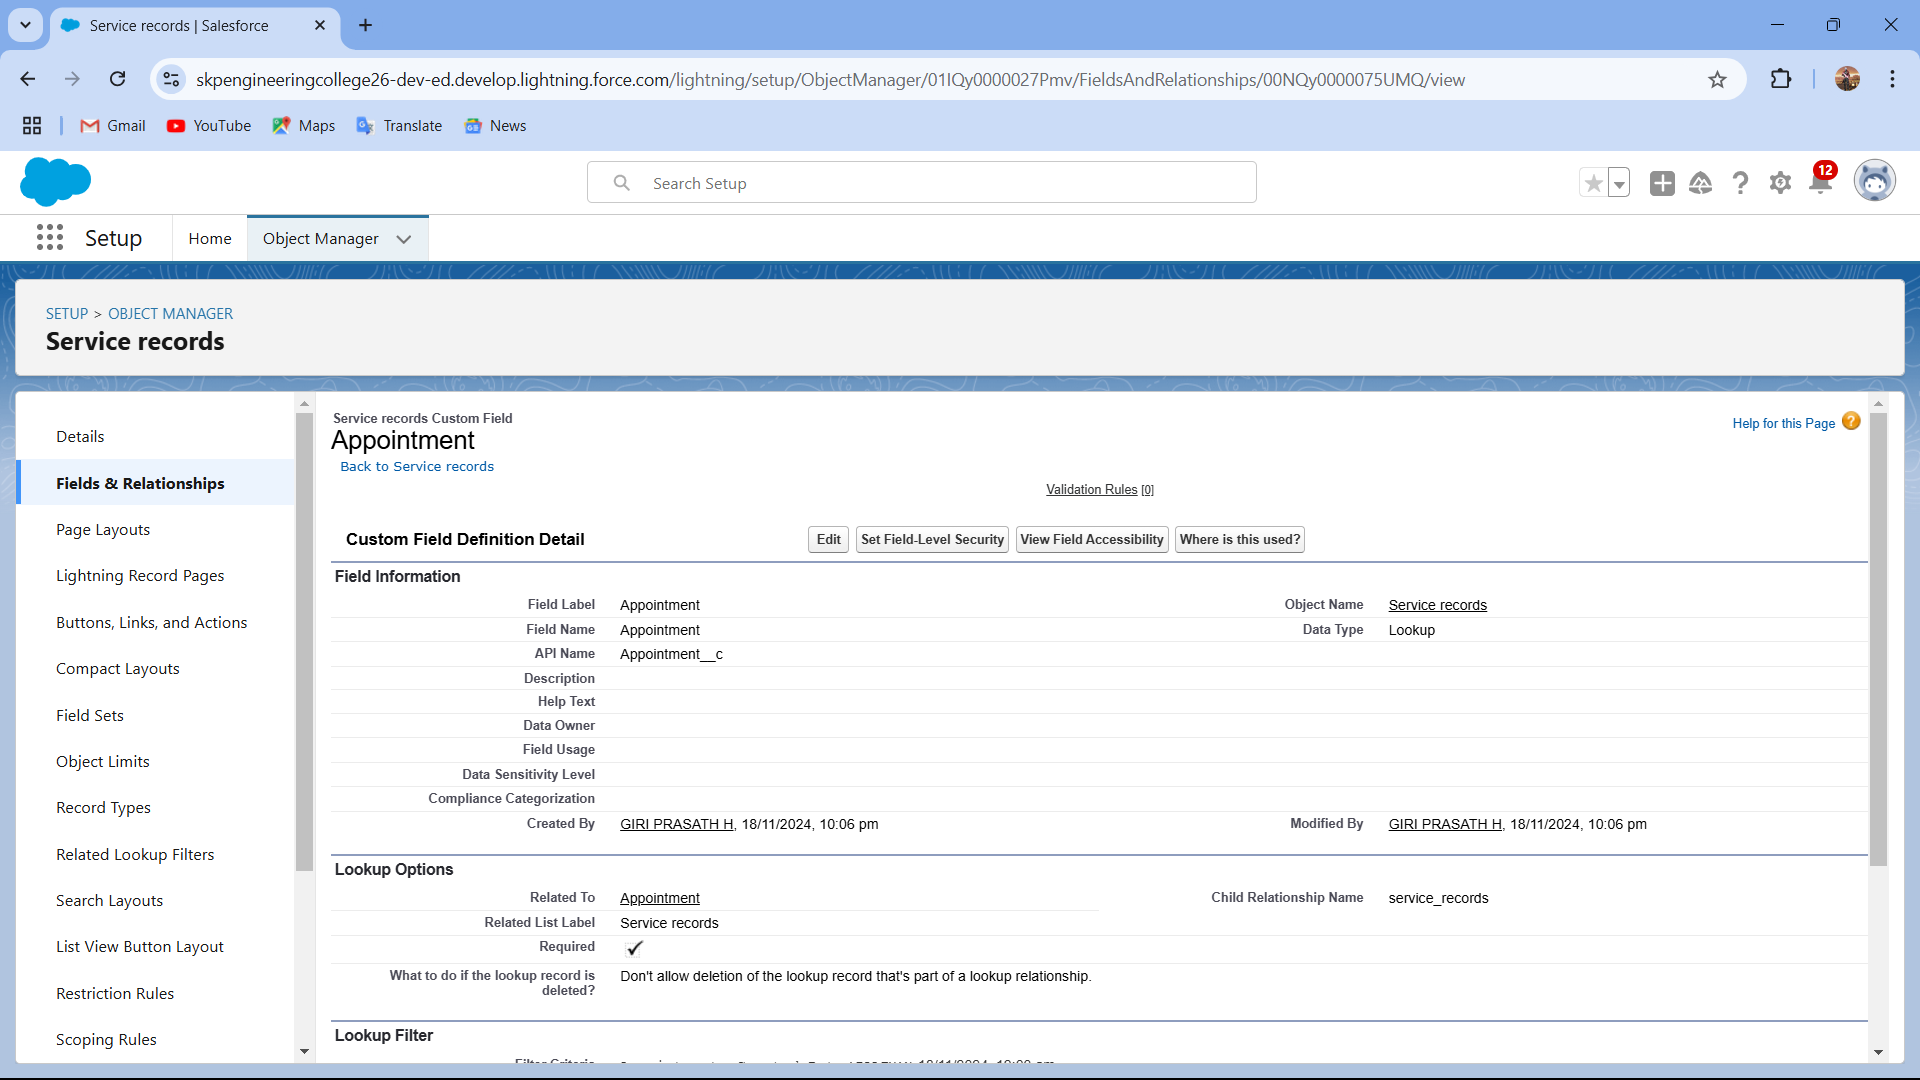 Service records | Salesforce
skpengineeringcollege26-dev-ed.develop.lightning.force.com/lightning/setup/ObjectManager/01IQy0000027Pmv/FieldsAndRelationships/00NQy0000075UMQ/view
Gmail YouTube Maps Translate News
Search Setup
12
Setup Home Object Manager
SETUP > OBJECT MANAGER
Service records
Details
Fields & Relationships
Page Layouts
Lightning Record Pages
Buttons, Links, and Actions
Compact Layouts
Field Sets
Object Limits
Record Types
Related Lookup Filters
Search Layouts
List View Button Layout
Restriction Rules
Scoping Rules
Service records Custom Field
Appointment
Back to Service records
Help for this Page ?
Validation Rules [0]
Custom Field Definition Detail
Edit Set Field-Level Security View Field Accessibility Where is this used?
Field Information
Field Label Appointment Object Name Service records
Field Name Appointment Data Type Lookup
API Name Appointment__c
Description
Help Text
Data Owner
Field Usage
Data Sensitivity Level
Compliance Categorization
Created By GIRI PRASATH H, 18/11/2024, 10:06 pm Modified By GIRI PRASATH H, 18/11/2024, 10:06 pm
Lookup Options
Related To Appointment Child Relationship Name service_records
Related List Label Service records
Required
What to do if the lookup record is deleted? Don't allow deletion of the lookup record that's part of a lookup relationship.
Lookup Filter
Filter Criteria